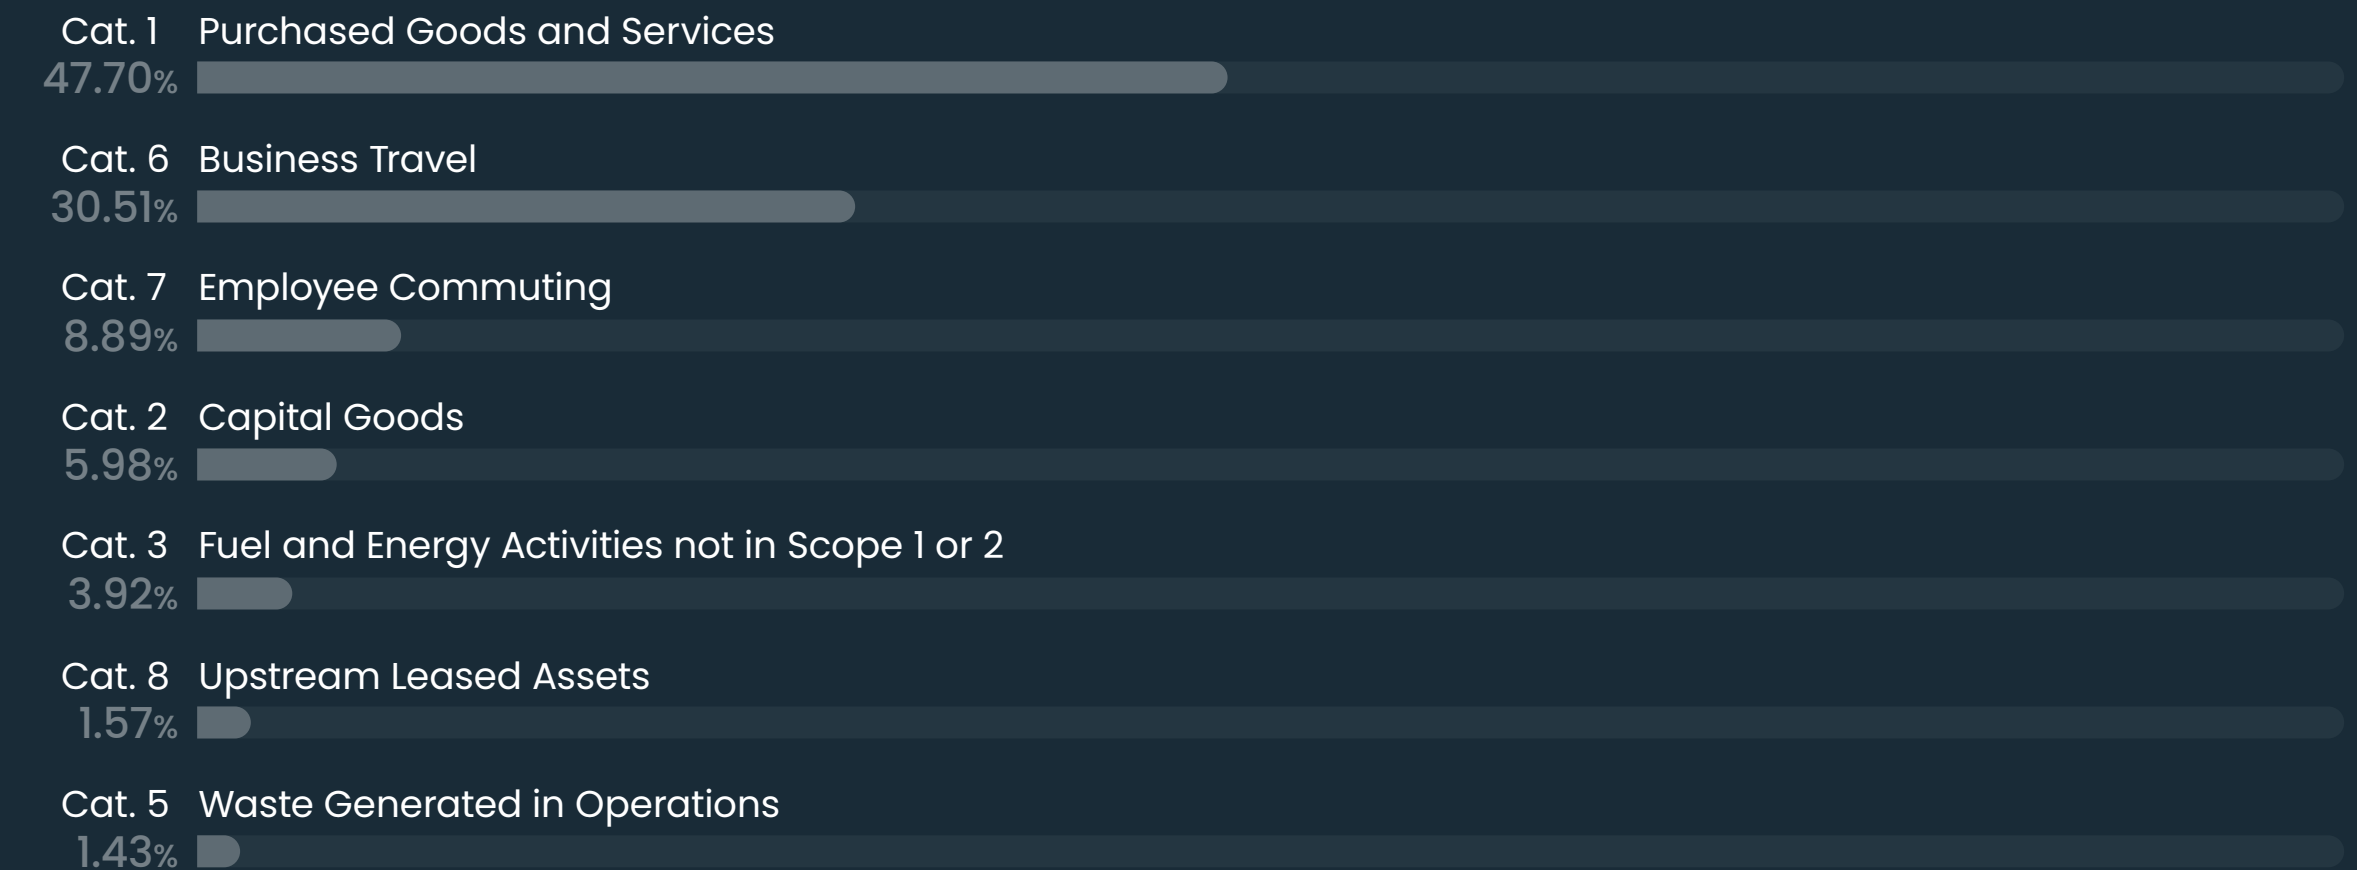 Cat. 1 Purchased Goods and Services
47.70%
Cat. 6 Business Travel
30.51%
Cat. 7 Employee Commuting
8.89%
Cat. 2 Capital Goods
5.98%
Cat. 3 Fuel and Energy Activities not in Scope 1 or 2
3.92%
Cat. 8 Upstream Leased Assets
1.57%
Cat. 5 Waste Generated in Operations
1.43%